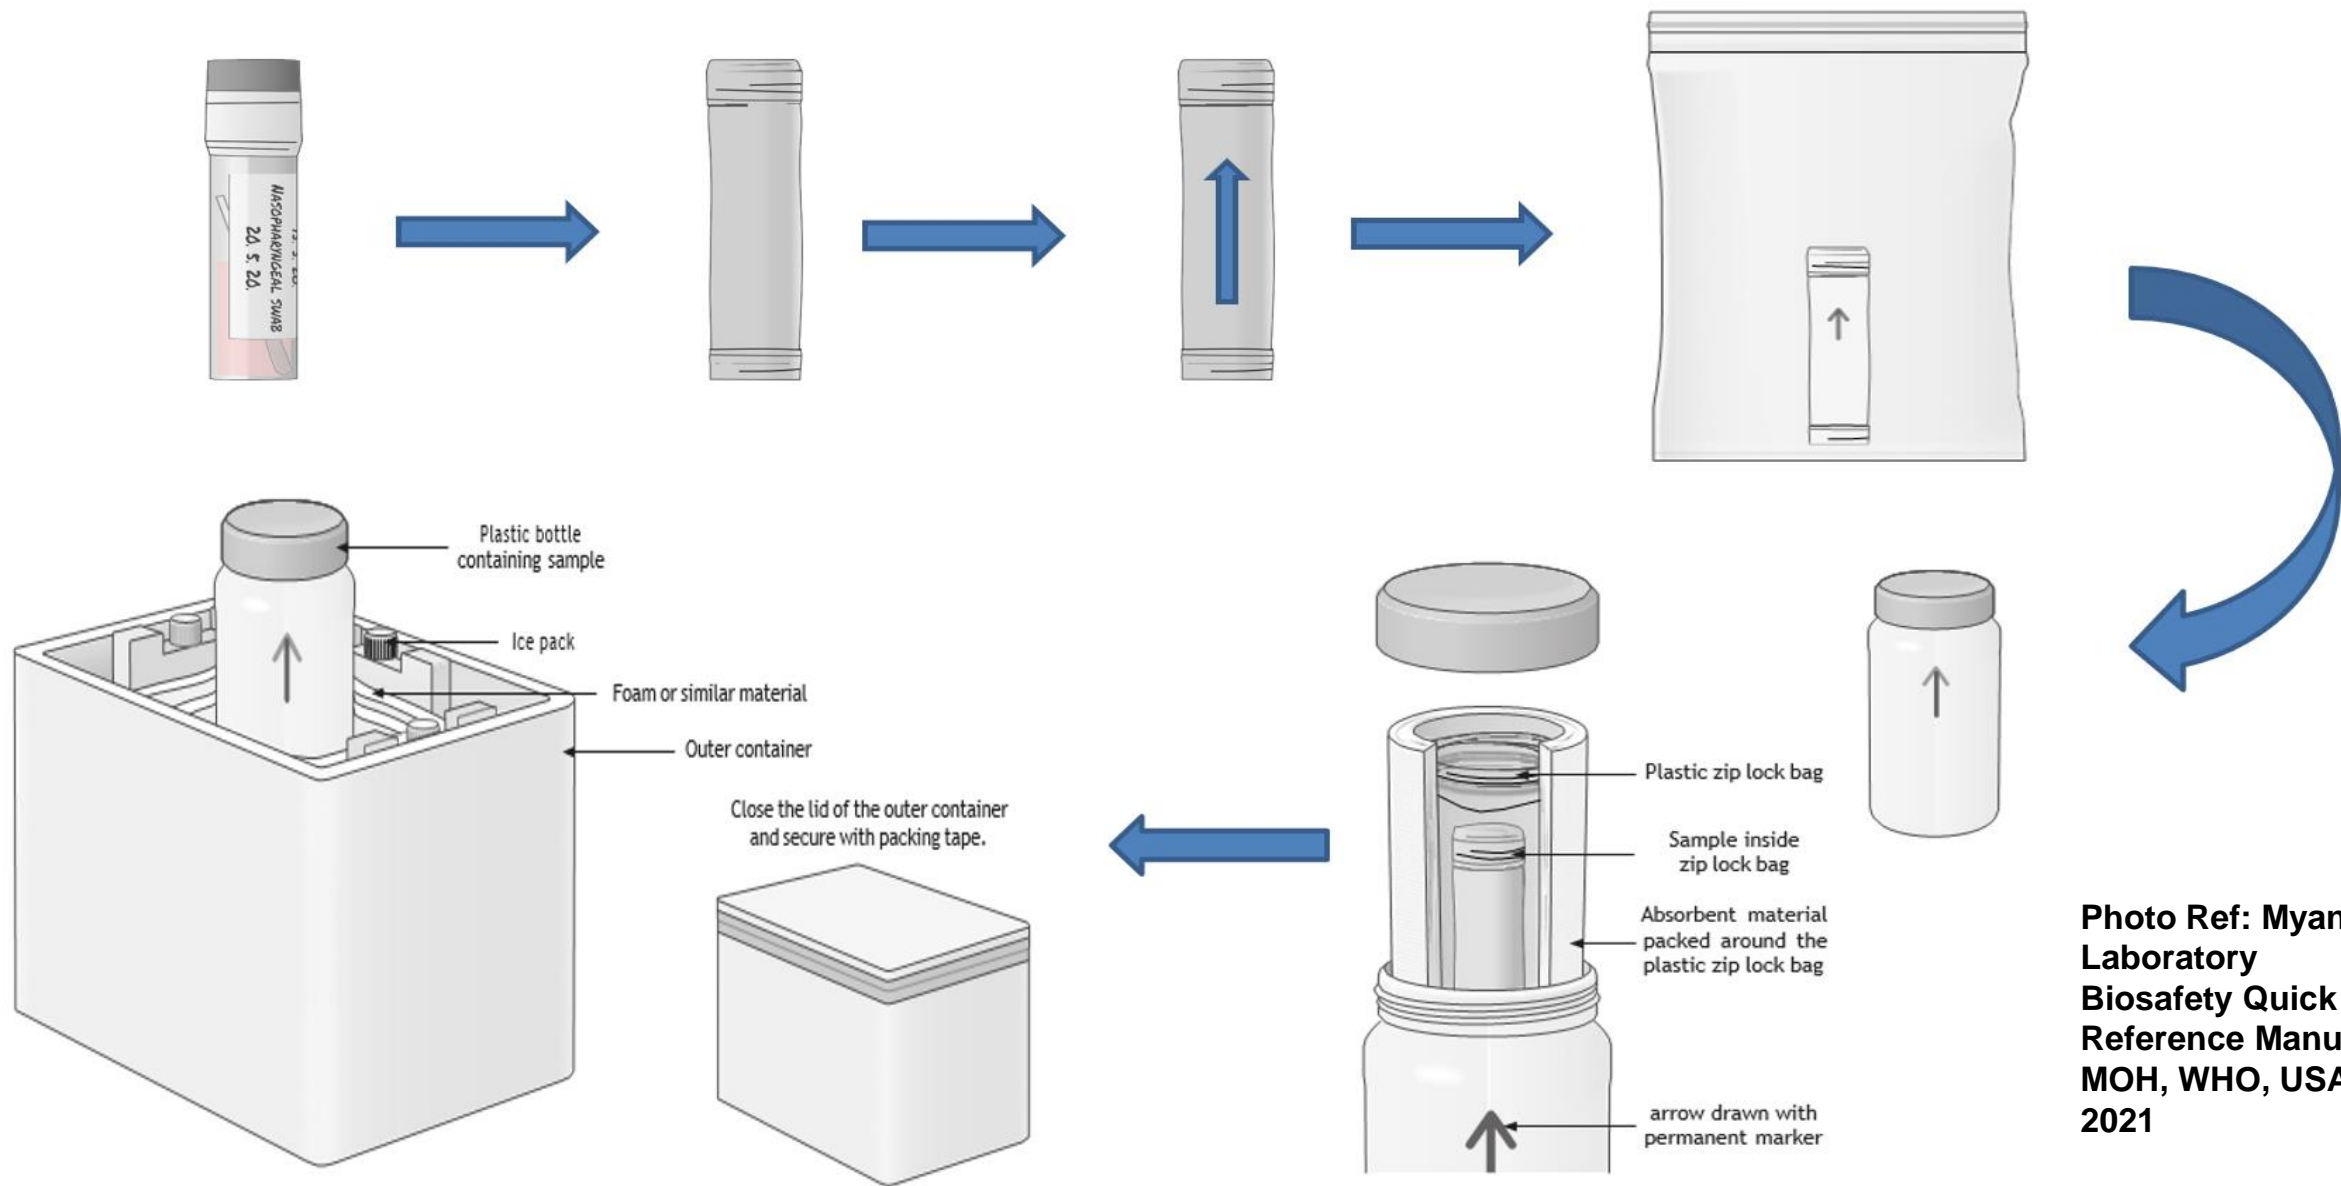 NASOPHARYNGEAL SWAB
20. 5. 20.
Plastic bottle
containing sample
Ice pack
Foam or similar material
Outer container
Close the lid of the outer container
and secure with packing tape.
Plastic zip lock bag
Sample inside
zip lock bag
Absorbent material
packed around the
plastic zip lock bag
arrow drawn with
permanent marker
Photo Ref:
Laboratory
Biosafety Quick
Reference
MOH, WHO,
2021